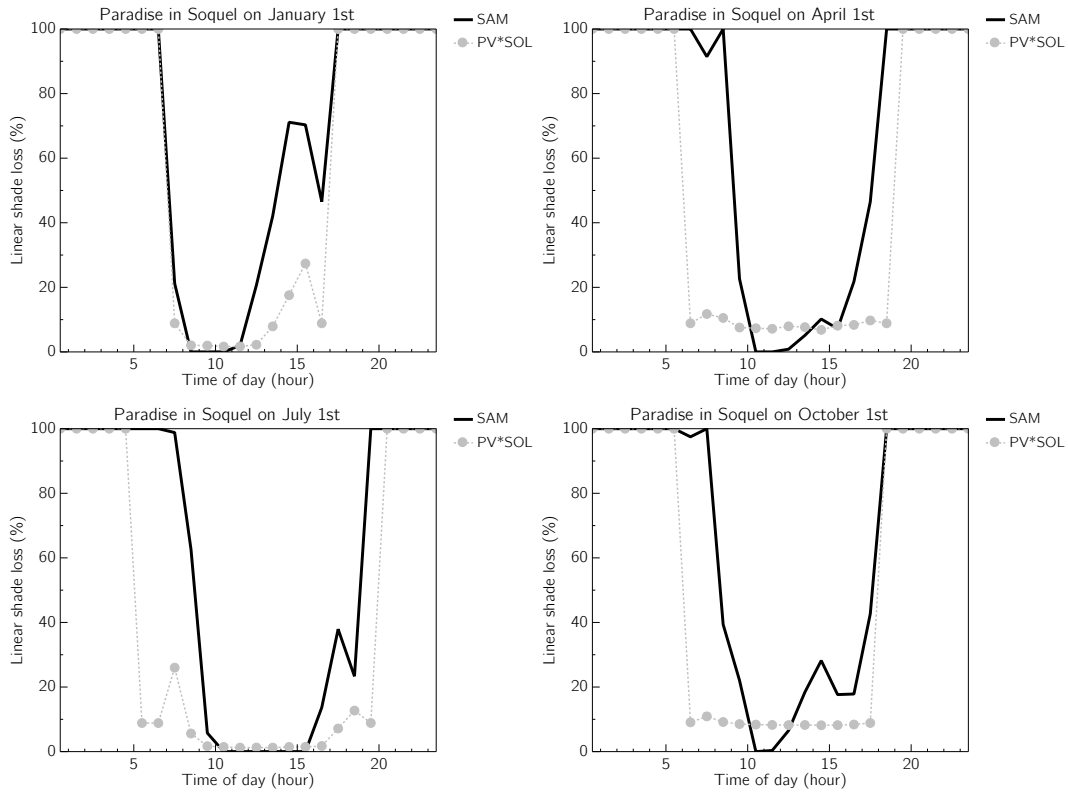 Paradise in Soquel on January 1st
SAM
PV*SOL
100
80
60
40
20
0
Linear shade loss (%)
5
10
15
20
Time of day (hour)
Paradise in Soquel on April 1st
SAM
PV*SOL
100
80
60
40
20
0
Linear shade loss (%)
5
10
15
20
Time of day (hour)
Paradise in Soquel on July 1st
SAM
PV*SOL
100
80
60
40
20
0
Linear shade loss (%)
5
10
15
20
Time of day (hour)
Paradise in Soquel on October 1st
SAM
PV*SOL
100
80
60
40
20
0
Linear shade loss (%)
5
10
15
20
Time of day (hour)